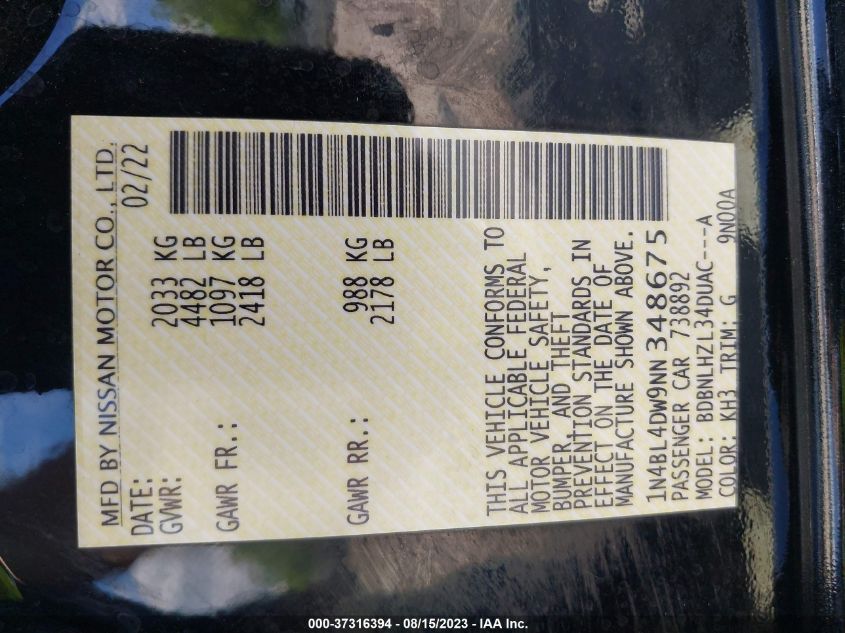 MFD BY NISSAN MOTOR CO., LTD.
DATE: 02/22
GVWR: 2033 KG
4482 LB
GAWR FR.: 1097 KG
2418 LB
GAWR RR.: 988 KG
2178 LB
THIS VEHICLE CONFORMS TO
ALL APPLICABLE FEDERAL
MOTOR VEHICLE SAFETY,
BUMPER, AND THEFT
PREVENTION STANDARDS IN
EFFECT ON THE DATE OF
MANUFACTURE SHOWN ABOVE.
1N4BL4DW9NN348675
PASSENGER CAR 738892
MODEL: BDBNLHZL34DUAC---A
COLOR: KH3 TRIM: G 9N00A
000-37316394 - 08/15/2023 - IAA Inc.